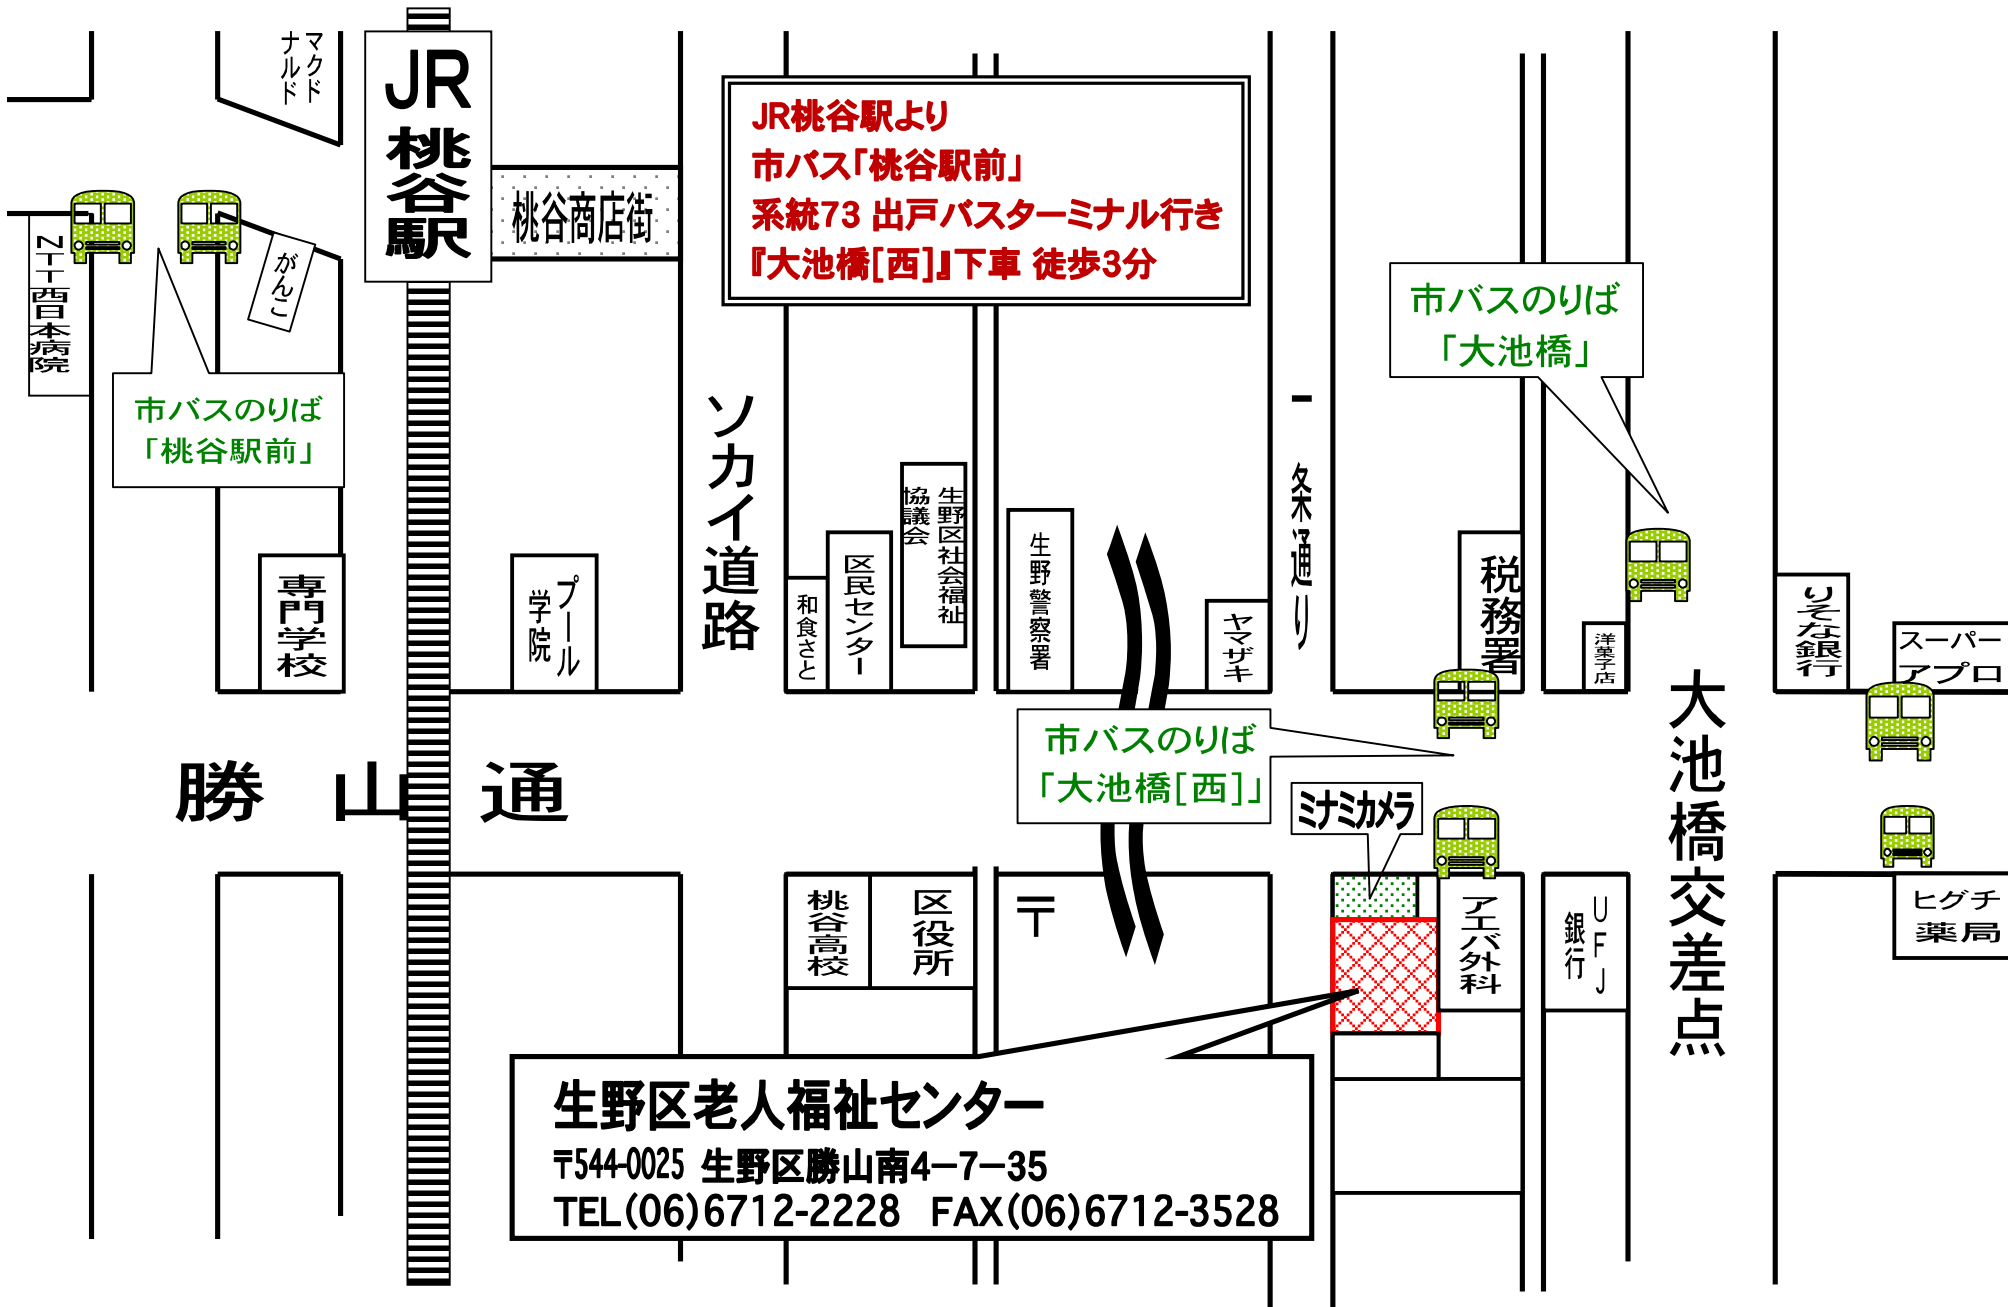 マクド
ナルド
JR
桃谷駅
桃谷商店街
JR桃谷駅より
市バス「桃谷駅前」
系統73 出戸バスターミナル行き
『大池橋[西]』下車 徒歩3分
NTT西日本病院
がんこ
市バスのりば
「桃谷駅前」
市バスのりば
「大池橋」
ソカイ道路
一条通り
専門学校
プール
学院
和食さと
区民センター
生野区社会福祉
協議会
生野警察署
ヤマザキ
税務署
洋菓子店
りそな銀行
スーパー
アプロ
勝山通
市バスのりば
「大池橋[西]」
ミナミカメラ
大池橋交差点
桃谷高校
区役所
〒
アエバ外科
UFJ
銀行
ヒグチ
薬局
生野区老人福祉センター
〒544-0025 生野区勝山南4-7-35
TEL(06)6712-2228 FAX(06)6712-3528